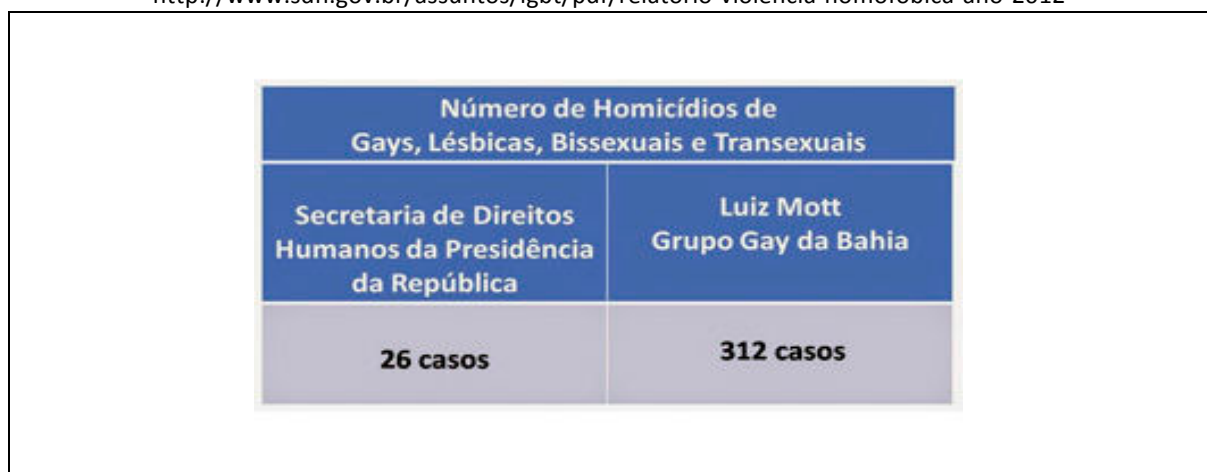 Número de Homicídios de
Gays, Lésbicas, Bissexuais e Transexuais
Secretaria de Direitos
Humanos da Presidência
da República
Luiz Mott
Grupo Gay da Bahia
26 casos
312 casos